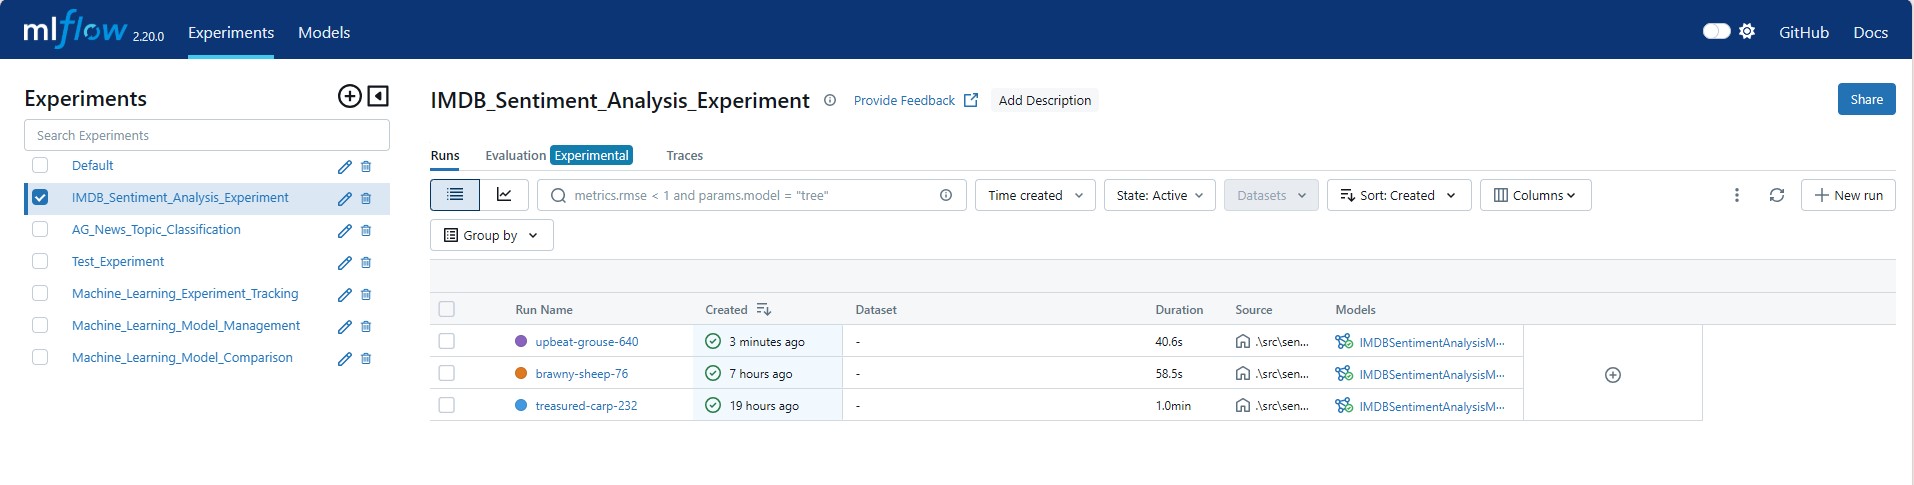 mlflow 2.20.0 Experiments Models GitHub Docs
Experiments
Search Experiments
Default
IMDB_Sentiment_Analysis_Experiment
AG_News_Topic_Classification
Test_Experiment
Machine_Learning_Experiment_Tracking
Machine_Learning_Model_Management
Machine_Learning_Model_Comparison
IMDB_Sentiment_Analysis_Experiment Provide Feedback Add Description Share
Runs Evaluation Experimental Traces
metrics.rmse < 1 and params.model = "tree" Time created State: Active Datasets Sort: Created Columns New run
Group by
Run Name Created Dataset Duration Source Models
upbeat-grouse-640 3 minutes ago - 40.6s .\src\sen... IMDBSentimentAnalysisM...
brawny-sheep-76 7 hours ago - 58.5s .\src\sen... IMDBSentimentAnalysisM...
treasured-carp-232 19 hours ago - 1.0min .\src\sen... IMDBSentimentAnalysisM...